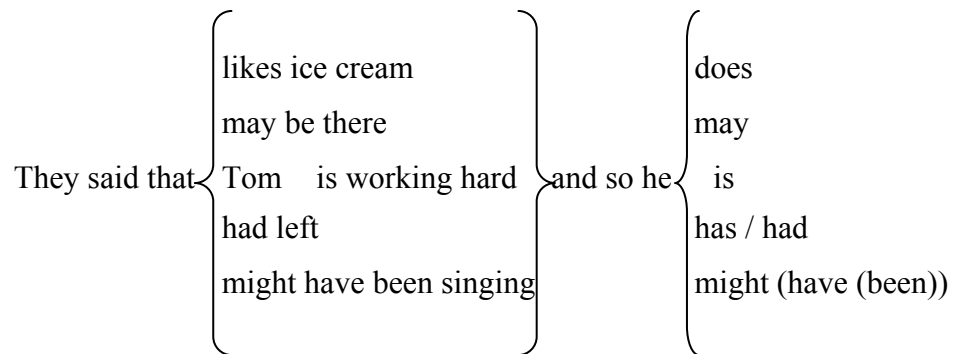 likes ice cream does
may be there may
They said that Tom is working hard and so he is
had left has / had
might have been singing might (have (been))